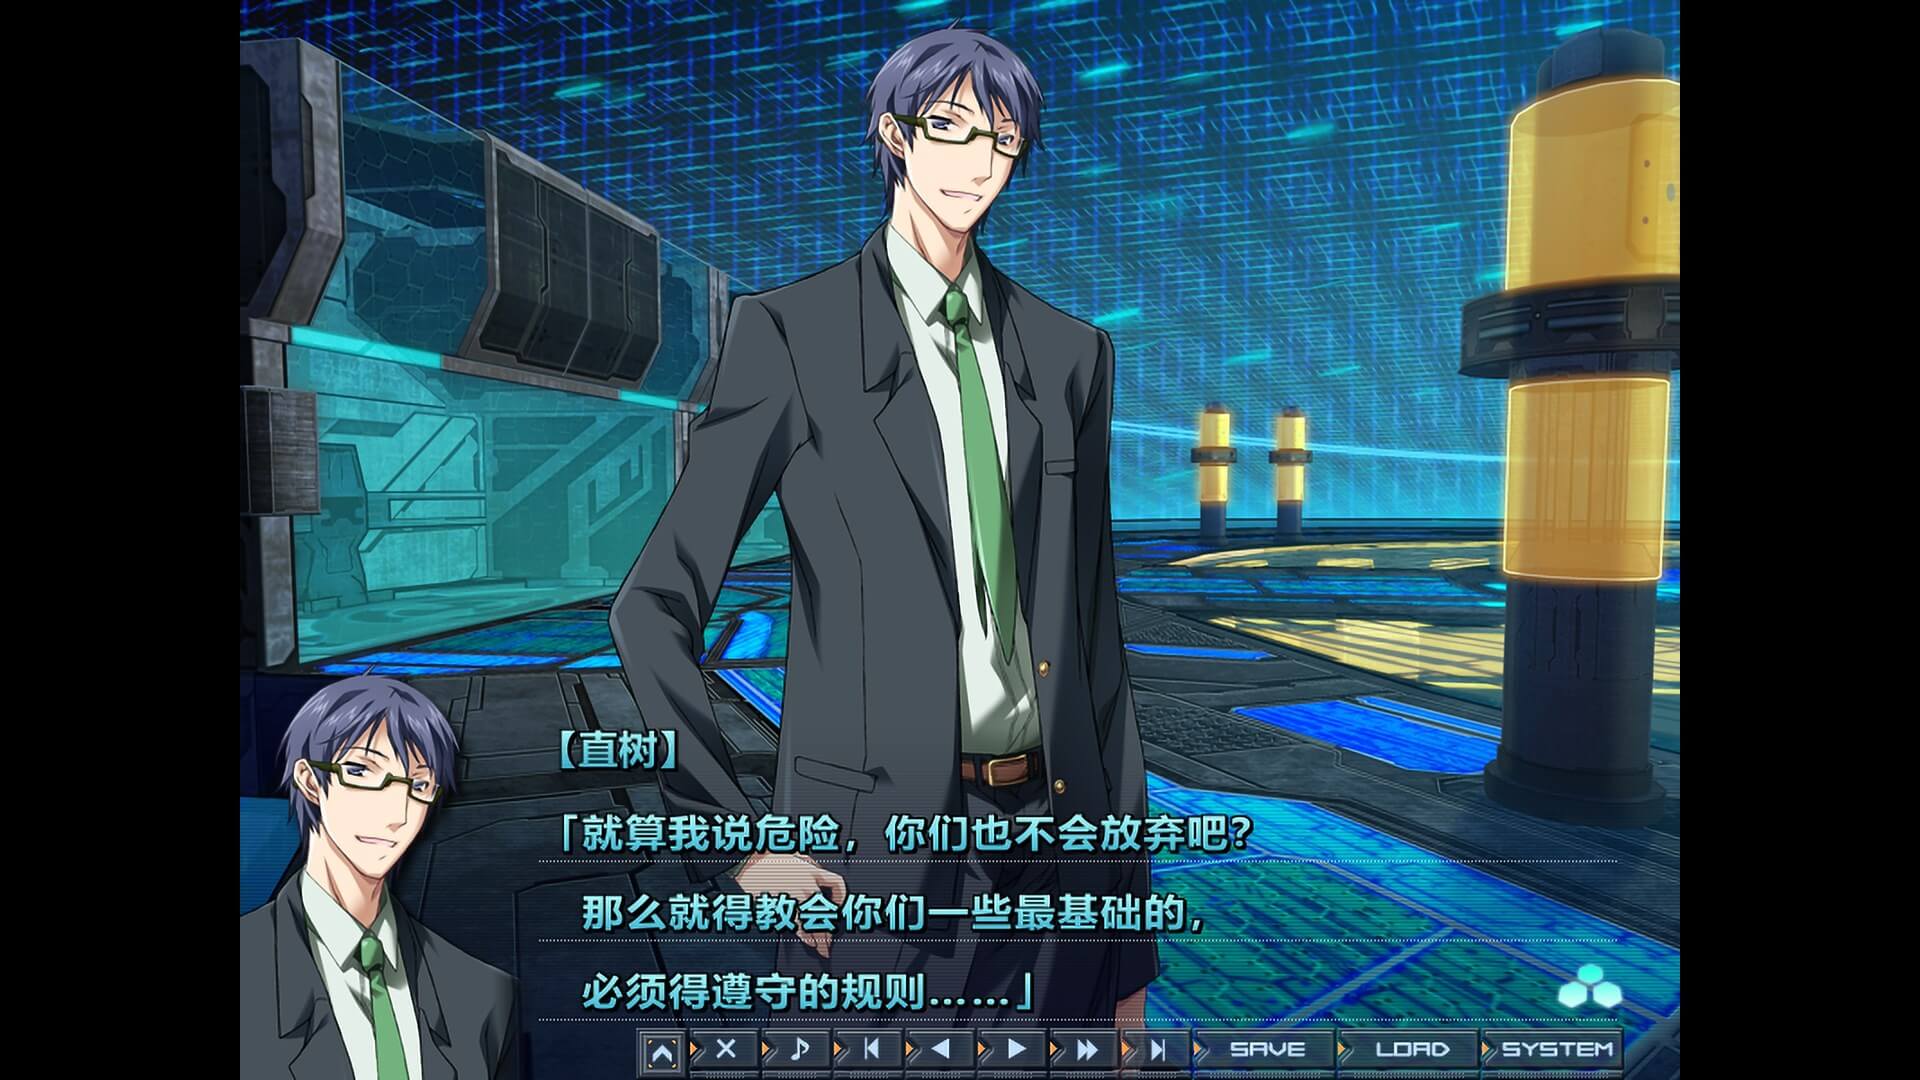 【直树】
「就算我说危险，你们也不会放弃吧？
那么就得教会你们一些最基础的，
必须得遵守的规则……」
SAVE LOAD SYSTEM